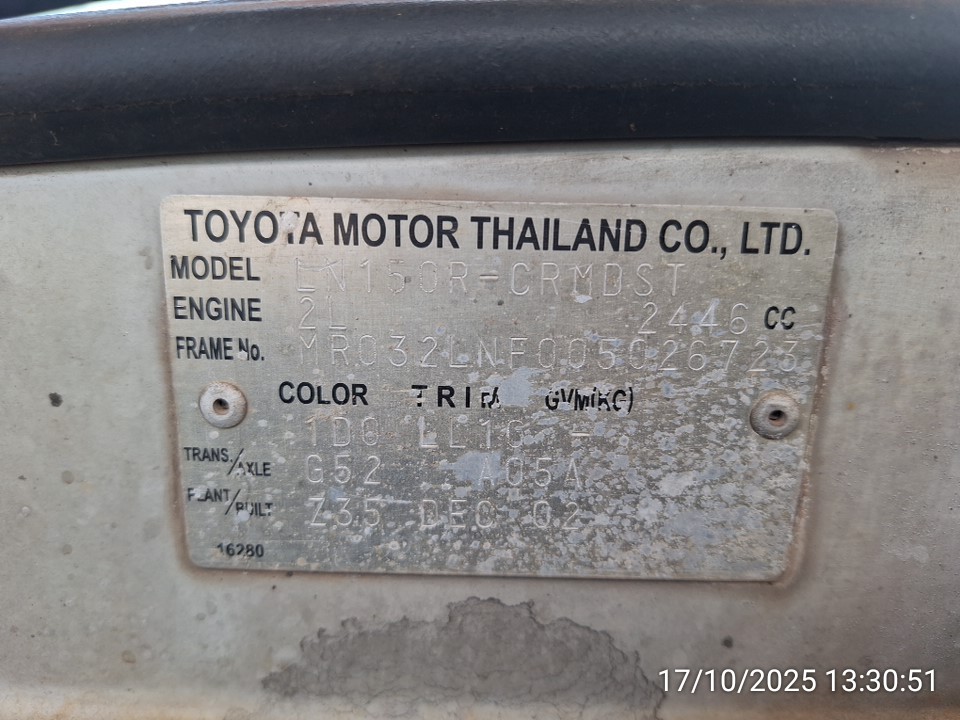 TOYOTA MOTOR THAILAND CO., LTD.
MODEL LN150R-CRMDST
ENGINE 2L 2446 CC
FRAME No. MR032LNF005026723
COLOR TRIM GVM(KG)
1D0 LL10 -
TRANS./AXLE G52 A05A
PLANT/BUILT Z35 DEC 02
16280
17/10/2025 13:30:51